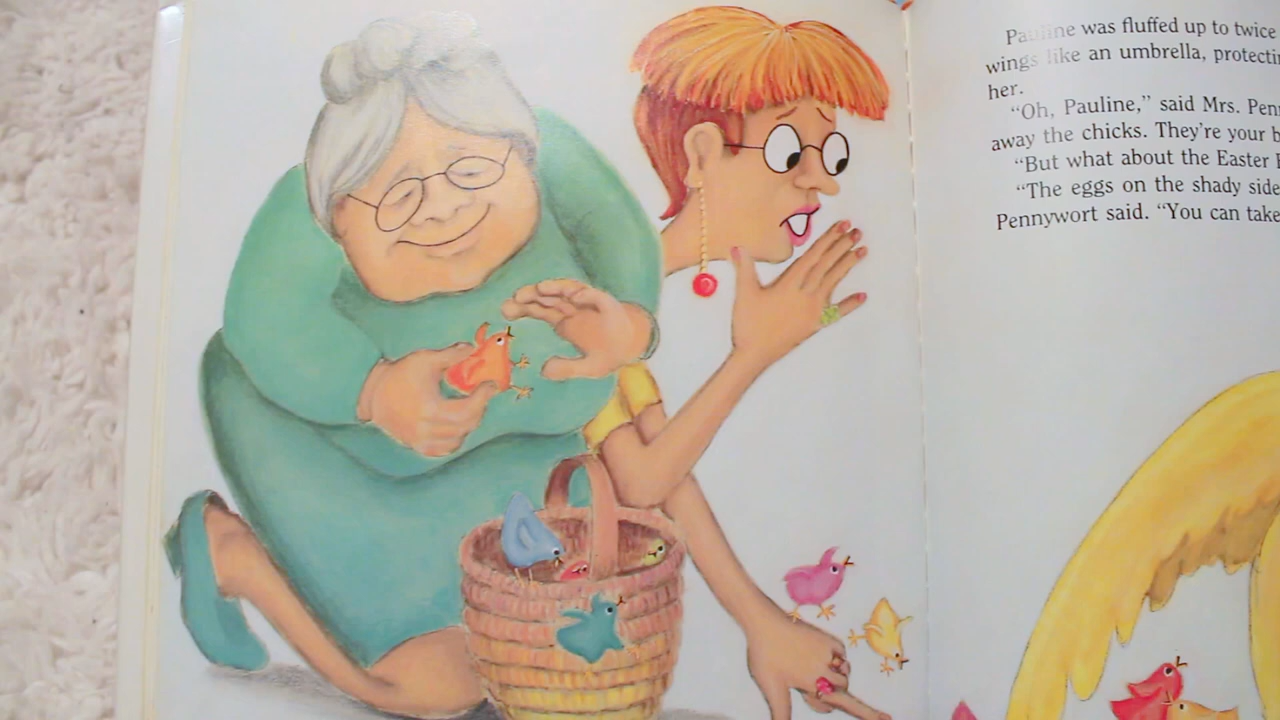 Pauline was fluffed up to twice
wings like an umbrella, protectin
her.
"Oh, Pauline," said Mrs. Penn
away the chicks. They're your b
"But what about the Easter
"The eggs on the shady side
Pennywort said. "You can take